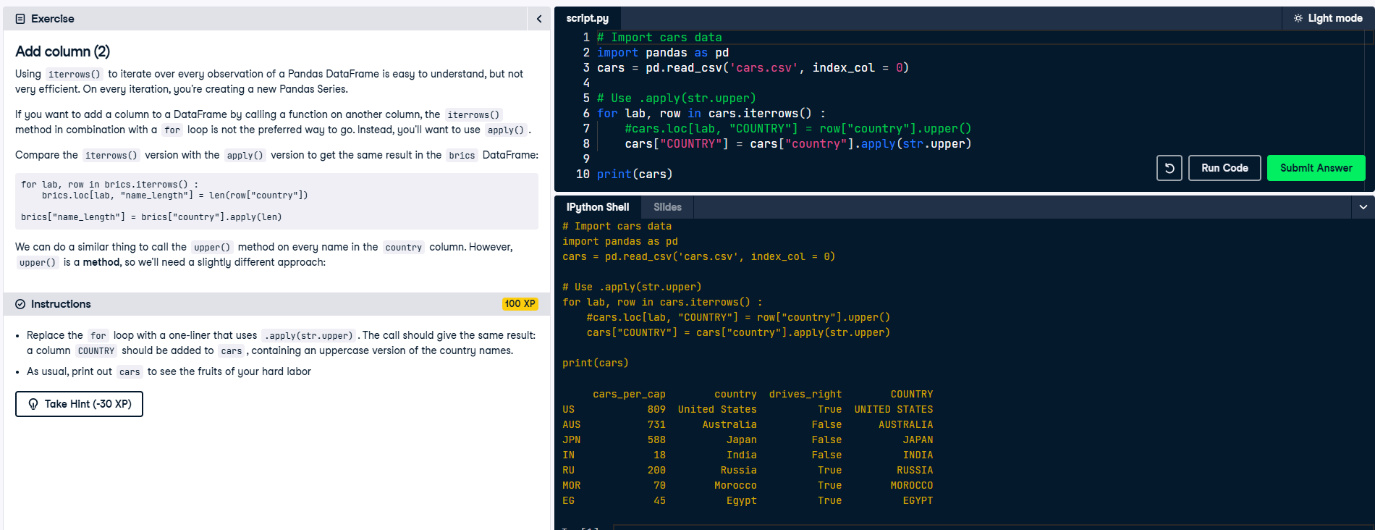 Exercise
Add column (2)
Using iterrows() to iterate over every observation of a Pandas DataFrame is easy to understand, but not
very efficient. On every iteration, you're creating a new Pandas Series.
If you want to add a column to a DataFrame by calling a function on another column, the iterrows()
method in combination with a for loop is not the preferred way to go. Instead, you'll want to use apply().
Compare the iterrows() version with the apply() version to get the same result in the brics DataFrame:
for lab, row in brics.iterrows() :
    brics.loc[lab, "name_length"] = len(row["country"])
brics["name_length"] = brics["country"].apply(len)
We can do a similar thing to call the upper() method on every name in the country column. However,
upper() is a method, so we'll need a slightly different approach:
Instructions
100 XP
• Replace the for loop with a one-liner that uses .apply(str.upper). The call should give the same result:
a column COUNTRY should be added to cars, containing an uppercase version of the country names.
• As usual, print out cars to see the fruits of your hard labor
Take Hint (-30 XP)
script.py
Light mode
1 # Import cars data
2 import pandas as pd
3 cars = pd.read_csv('cars.csv', index_col = 0)
4
5 # Use .apply(str.upper)
6 for lab, row in cars.iterrows() :
7     #cars.loc[lab, "COUNTRY"] = row["country"].upper()
8     cars["COUNTRY"] = cars["country"].apply(str.upper)
9
10 print(cars)
Run Code
Submit Answer
IPython Shell
Slides
# Import cars data
import pandas as pd
cars = pd.read_csv('cars.csv', index_col = 0)
# Use .apply(str.upper)
for lab, row in cars.iterrows() :
    #cars.loc[lab, "COUNTRY"] = row["country"].upper()
    cars["COUNTRY"] = cars["country"].apply(str.upper)
print(cars)
     cars_per_cap        country  drives_right        COUNTRY
US            809  United States          True  UNITED STATES
AUS           731      Australia         False      AUSTRALIA
JPN           588          Japan         False          JAPAN
IN             18          India         False          INDIA
RU            200         Russia          True         RUSSIA
MOR            70        Morocco          True        MOROCCO
EG             45          Egypt          True          EGYPT